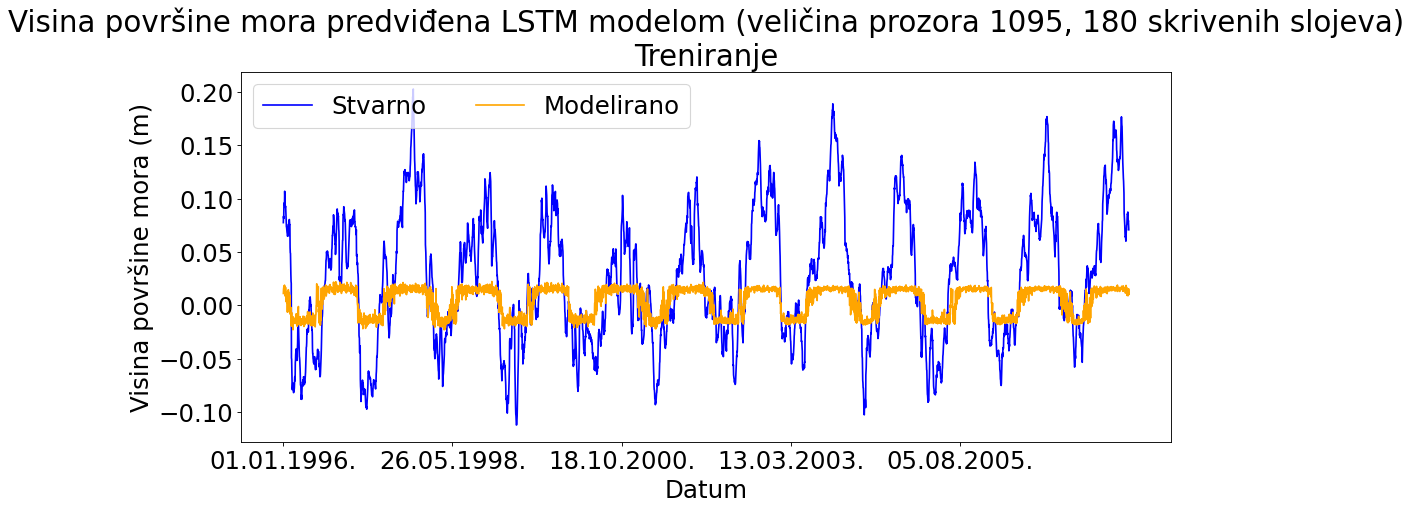 Visina površine mora predviđena LSTM modelom (veličina prozora 1095, 180 skrivenih slojeva)
Treniranje
Stvarno Modelirano
Visina površine mora (m)
0.20
0.15
0.10
0.05
0.00
−0.05
−0.10
01.01.1996. 26.05.1998. 18.10.2000. 13.03.2003. 05.08.2005.
Datum